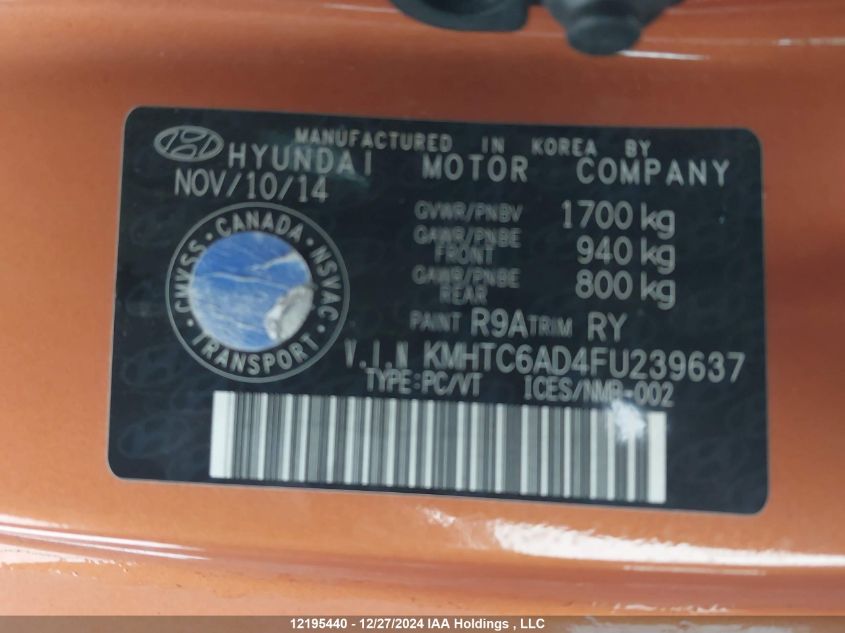 MANUFACTURED IN KOREA BY
HYUNDAI MOTOR COMPANY
NOV/10/14
GVWR/PNBV 1700 kg
GAWR/PNBE FRONT 940 kg
GAWR/PNBE REAR 800 kg
PAINT R9A TRIM RY
V.I.N KMHTC6AD4FU239637
TYPE:PC/VT ICES/NMB-002
CANADA
CMVSS NSVAC
TRANSPORT
12195440 - 12/27/2024 IAA Holdings , LLC